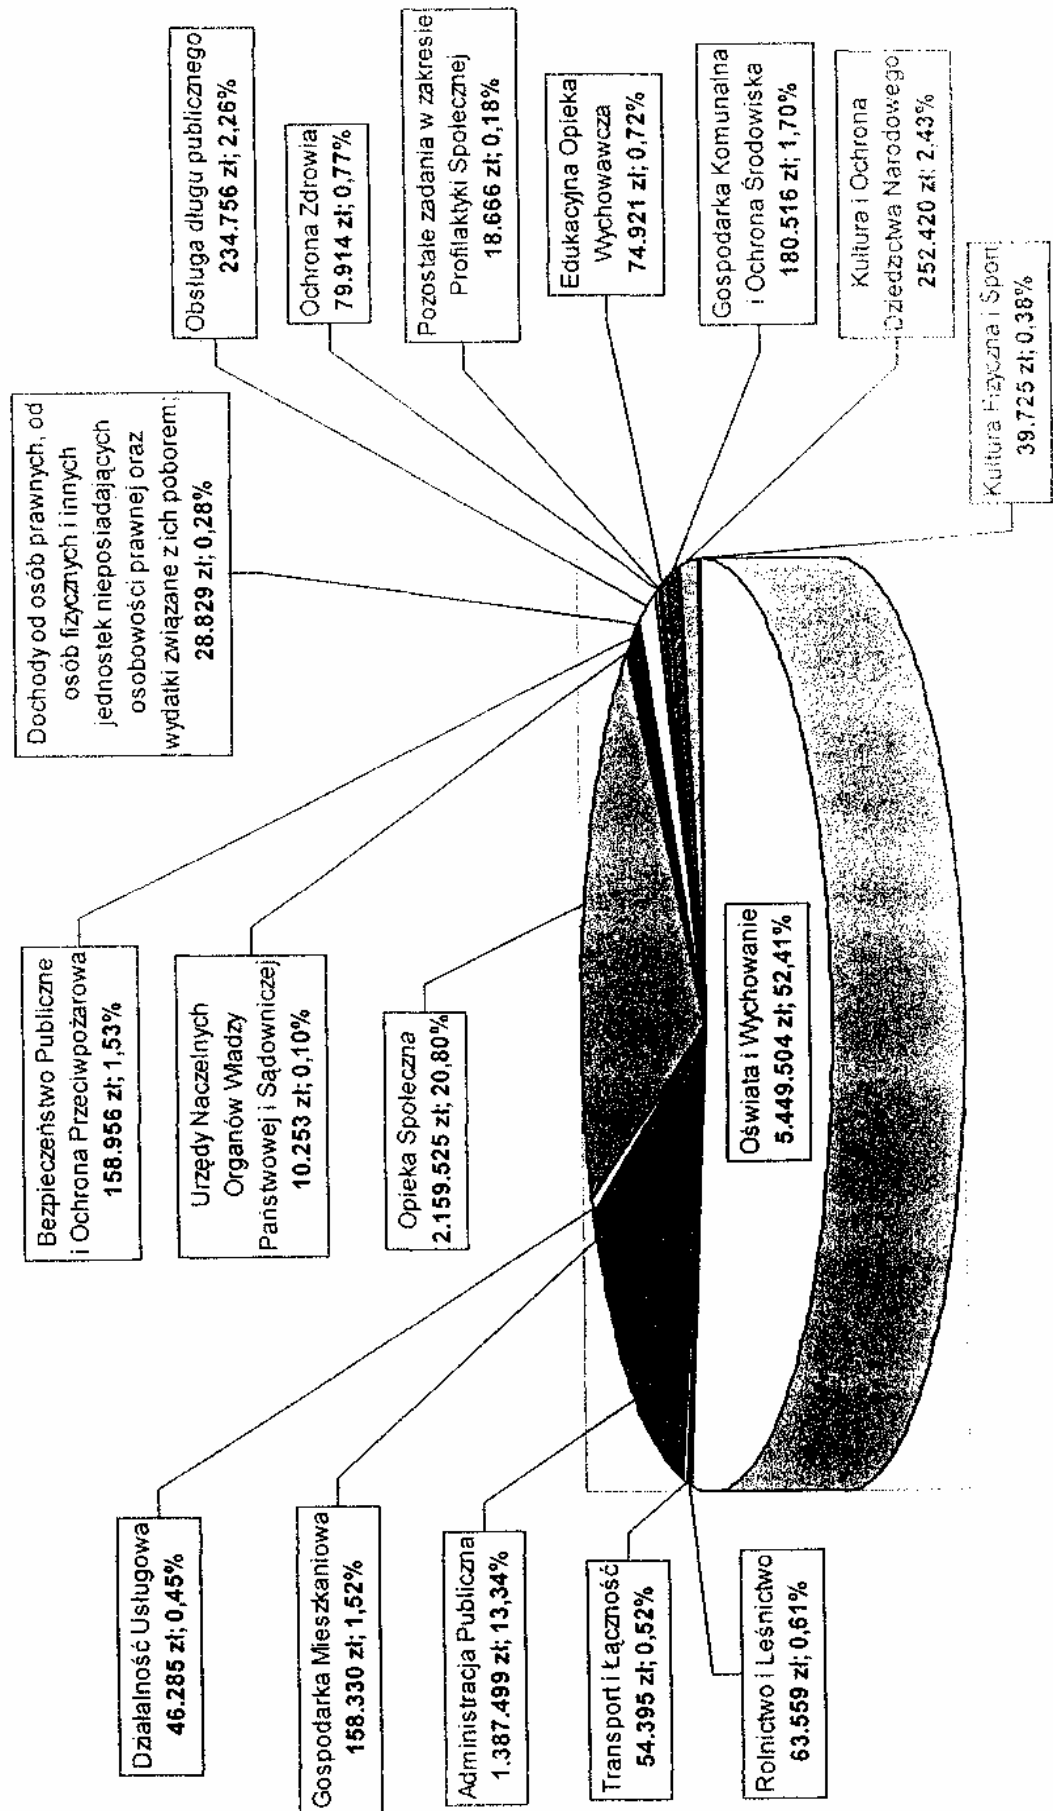 Działalność Usługowa
46.285 zł; 0,45%
Gospodarka Mieszkaniowa
158.330 zł; 1,52%
Administracja Publiczna
1.387.499 zł; 13,34%
Transport i Łączność
54.395 zł; 0,52%
Rolnictwo i Leśnictwo
63.559 zł; 0,61%
Bezpieczeństwo Publiczne
i Ochrona Przeciwpożarowa
158.956 zł; 1,53%
Urzędy Naczelnych
Organów Władzy
Państwowej i Sądowniczej
10.253 zł; 0,10%
Opieka Społeczna
2.159.525 zł; 20,80%
Oświata i Wychowanie
5.449.504 zł; 52,41%
Dochody od osób prawnych, od
osób fizycznych i innych
jednostek nieposiadających
osobowości prawnej oraz
wydatki związane z ich poborem;
28.829 zł; 0,28%
Obsługa długu publicznego
234.756 zł; 2,26%
Ochrona Zdrowia
79.914 zł; 0,77%
Pozostałe zadania w zakresie
Profilaktyki Społecznej
18.666 zł; 0,18%
Edukacyjna Opieka
Wychowawcza
74.921 zł; 0,72%
Gospodarka Komunalna
i Ochrona Środowiska
180.516 zł; 1,70%
Kultura i Ochrona
Dziedzctwa Narodowego
252.420 zł; 2,43%
Kultura Fizyczna i Sport
39.725 zł; 0,38%